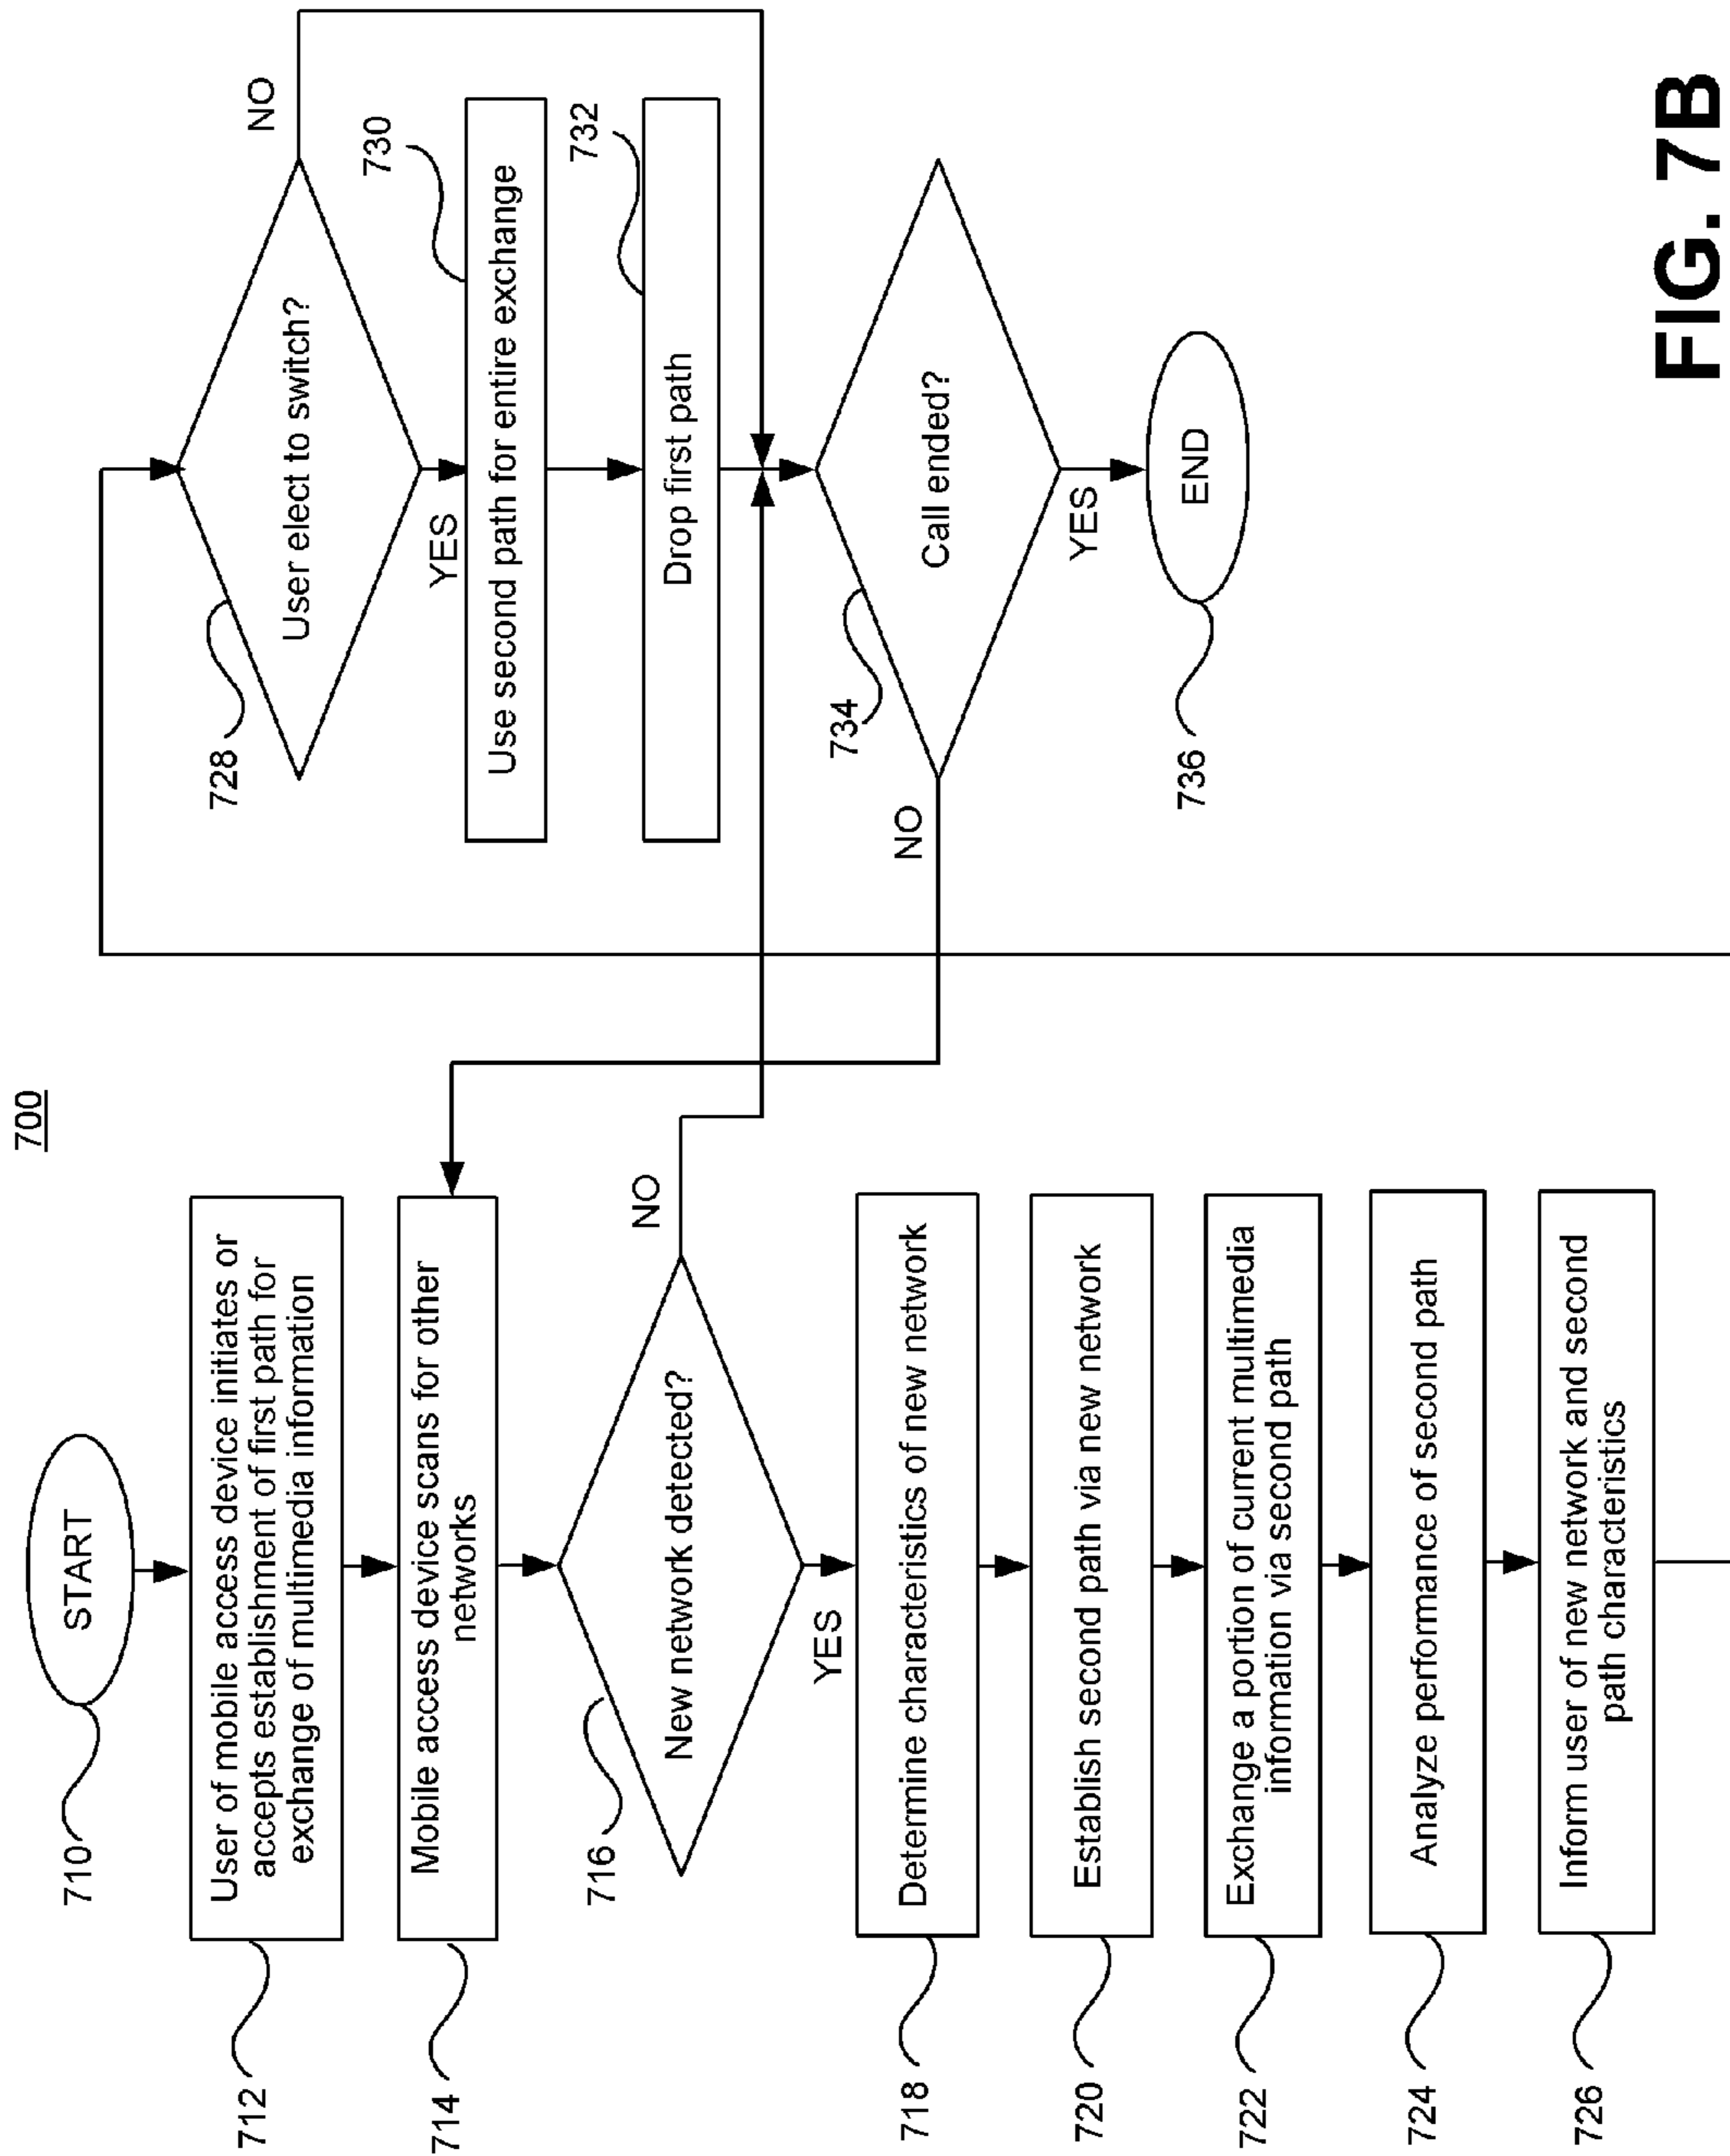 700
START
710
User of mobile access device initiates or
accepts establishment of first path for
exchange of multimedia information
712
Mobile access device scans for other
networks
714
New network detected?
716
NO
YES
Determine characteristics of new network
718
Establish second path via new network
720
Exchange a portion of current multimedia
information via second path
722
Analyze performance of second path
724
Inform user of new network and second
path characteristics
726
User elect to switch?
728
NO
YES
Use second path for entire exchange
730
Drop first path
732
Call ended?
734
NO
YES
END
736
FIG. 7B